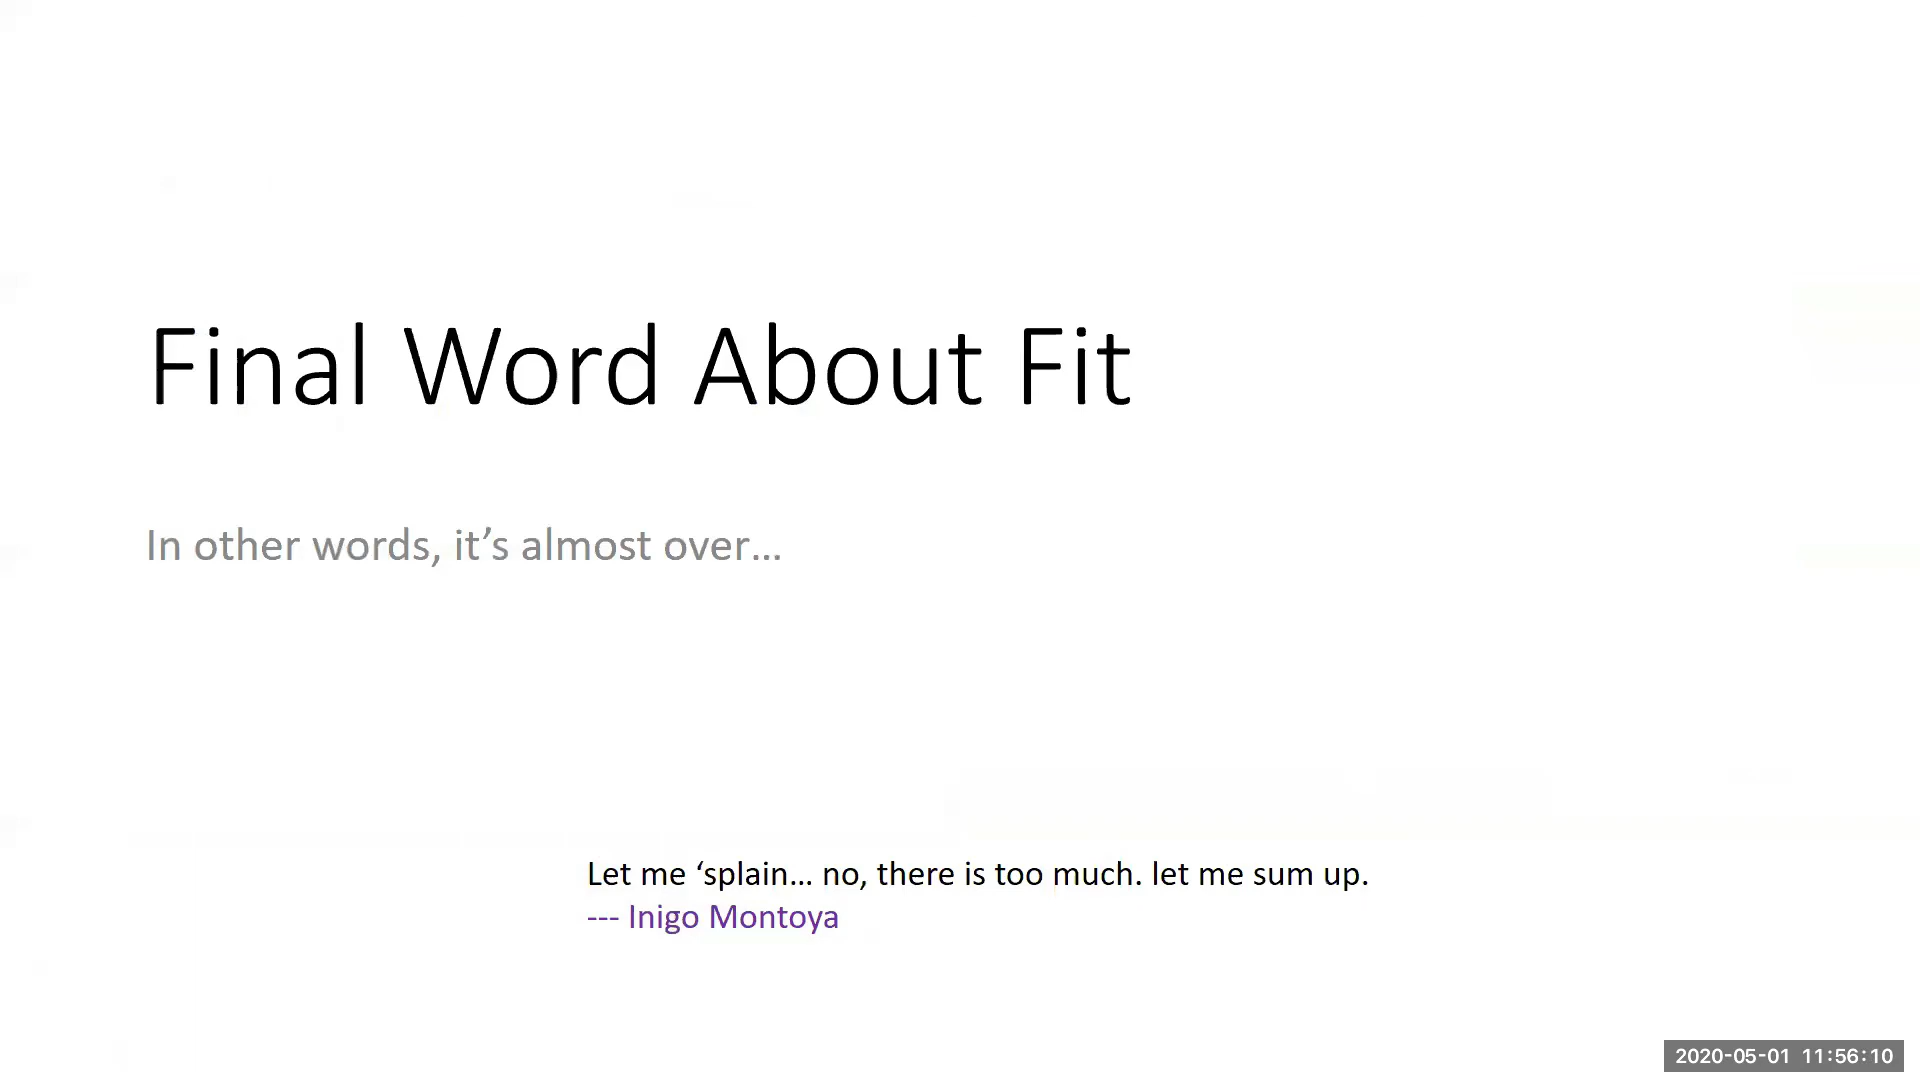 Final Word About Fit
In other words, it’s almost over…
Let me ‘splain… no, there is too much. let me sum up.
--- Inigo Montoya
2020-05-01 11:56:10